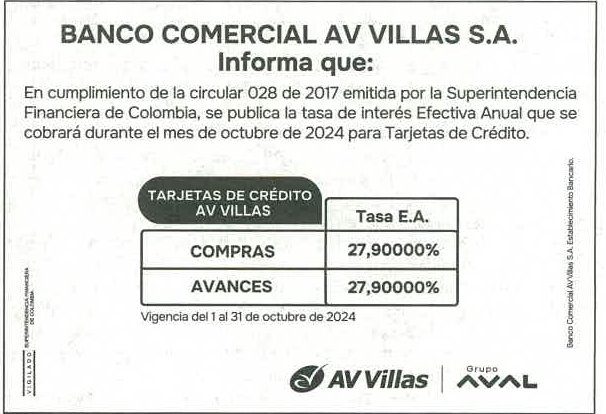 BANCO COMERCIAL AV VILLAS S.A.
Informa que:
En cumplimiento de la circular 028 de 2017 emitida por la Superintendencia
Financiera de Colombia, se publica la tasa de interés Efectiva Anual que se
cobrará durante el mes de octubre de 2024 para Tarjetas de Crédito.
TARJETAS DE CRÉDITO
AV VILLAS
Tasa E.A.
COMPRAS 27,90000%
AVANCES 27,90000%
Vigencia del 1 al 31 de octubre de 2024
VIGILADO SUPERINTENDENCIA FINANCIERA
DE COLOMBIA
Banco Comercial AV Villas S.A. Establecimiento Bancario.
AV Villas
Grupo
AVAL